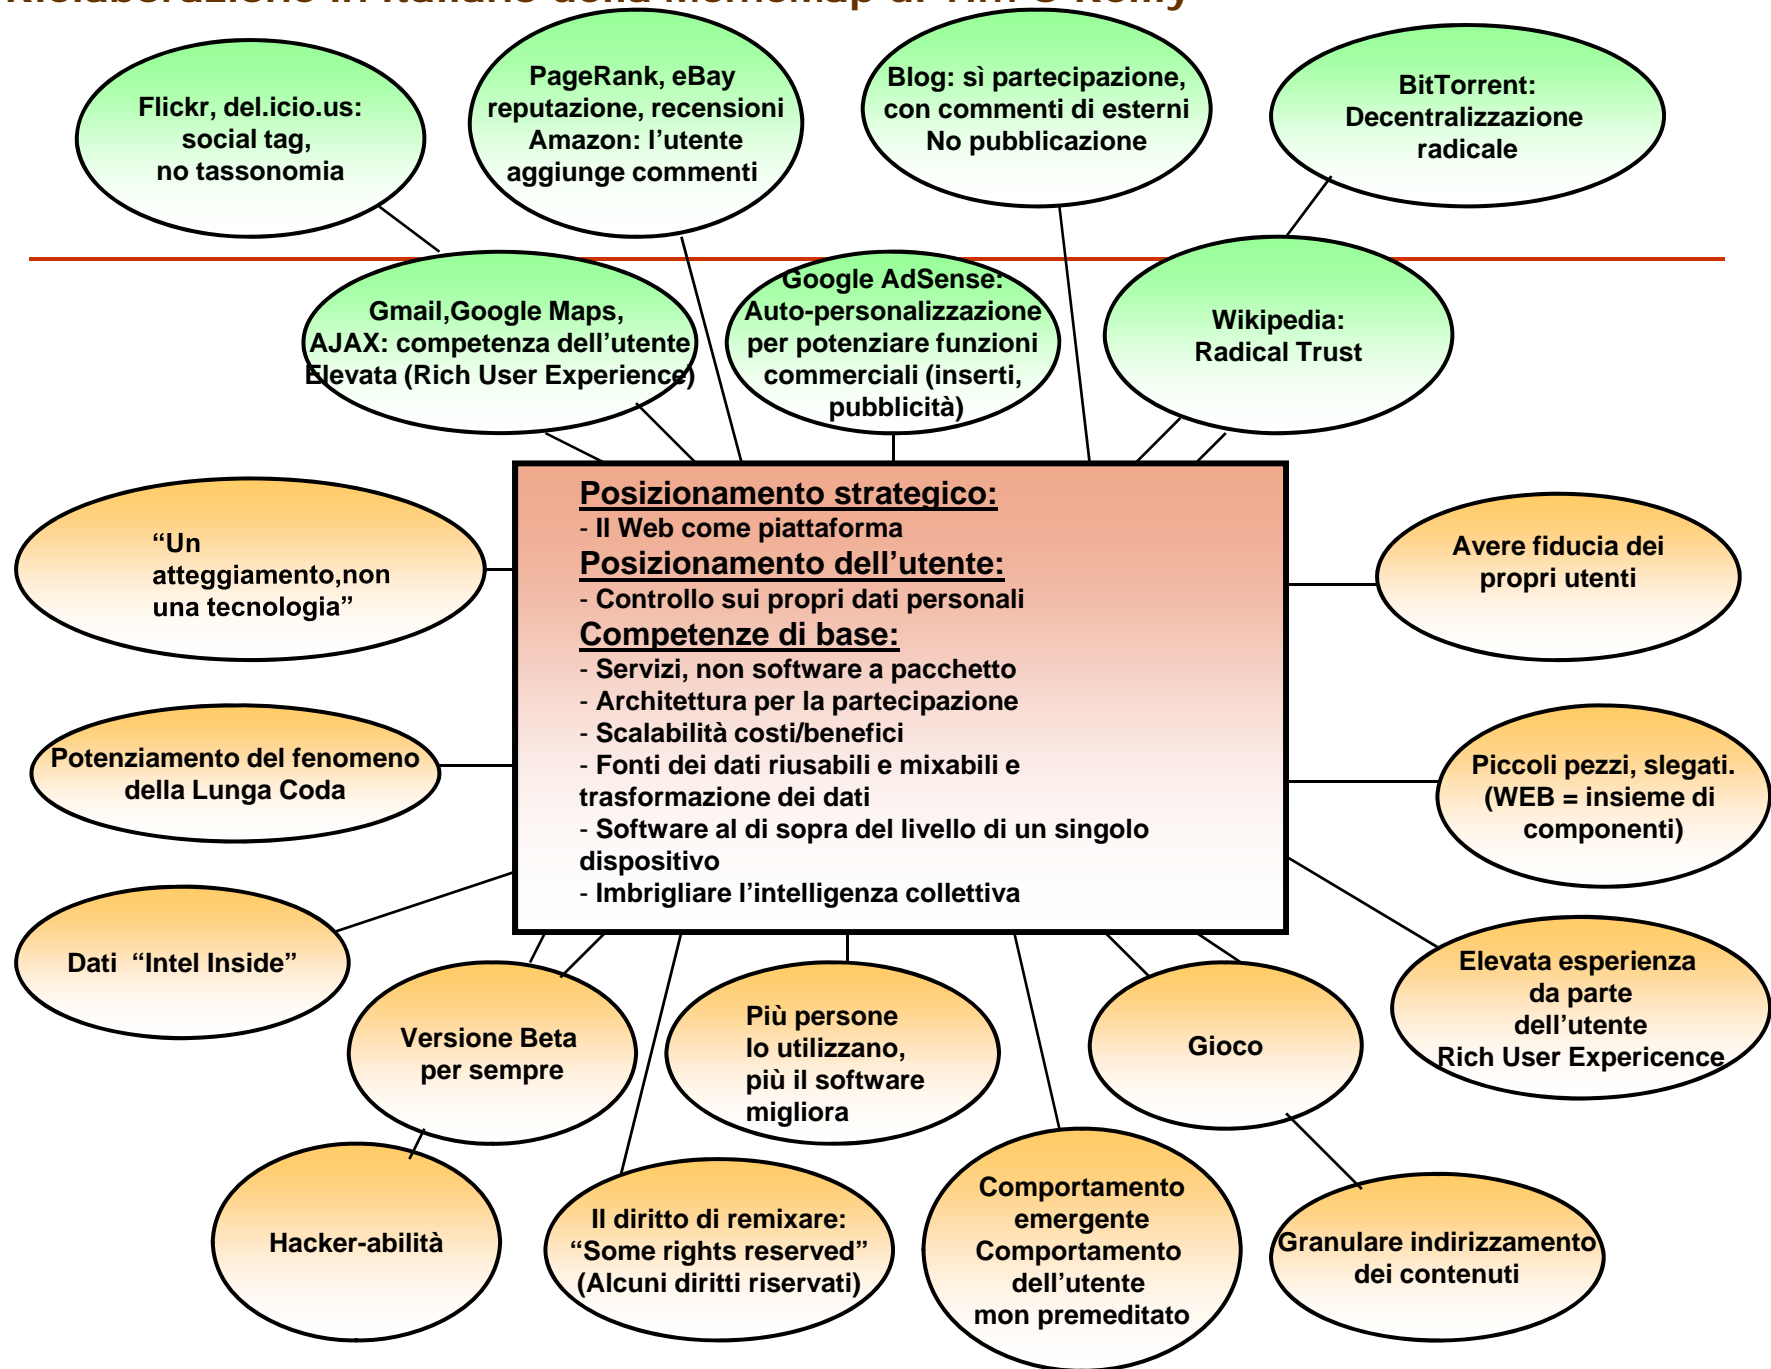 Rielaborazione in Italiano della MemeMap di Tim O'Reilly
Flickr, del.icio.us:
social tag,
no tassonomia
PageRank, eBay
reputazione, recensioni
Amazon: l’utente
aggiunge commenti
Blog: sì partecipazione,
con commenti di esterni
No pubblicazione
BitTorrent:
Decentralizzazione
radicale
Gmail,Google Maps,
AJAX: competenza dell’utente
Elevata (Rich User Experience)
Google AdSense:
Auto-personalizzazione
per potenziare funzioni
commerciali (inserti,
pubblicità)
Wikipedia:
Radical Trust
“Un
atteggiamento,non
una tecnologia”
Posizionamento strategico:
- Il Web come piattaforma
Posizionamento dell’utente:
- Controllo sui propri dati personali
Competenze di base:
- Servizi, non software a pacchetto
- Architettura per la partecipazione
- Scalabilità costi/benefici
- Fonti dei dati riusabili e mixabili e
trasformazione dei dati
- Software al di sopra del livello di un singolo
dispositivo
- Imbrigliare l’intelligenza collettiva
Avere fiducia dei
propri utenti
Potenziamento del fenomeno
della Lunga Coda
Piccoli pezzi, slegati.
(WEB = insieme di
componenti)
Dati “Intel Inside”
Elevata esperienza
da parte
dell’utente
Rich User Expericence
Versione Beta
per sempre
Più persone
lo utilizzano,
più il software
migliora
Gioco
Hacker-abilità
Il diritto di remixare:
“Some rights reserved”
(Alcuni diritti riservati)
Comportamento
emergente
Comportamento
dell’utente
mon premeditato
Granulare indirizzamento
dei contenuti